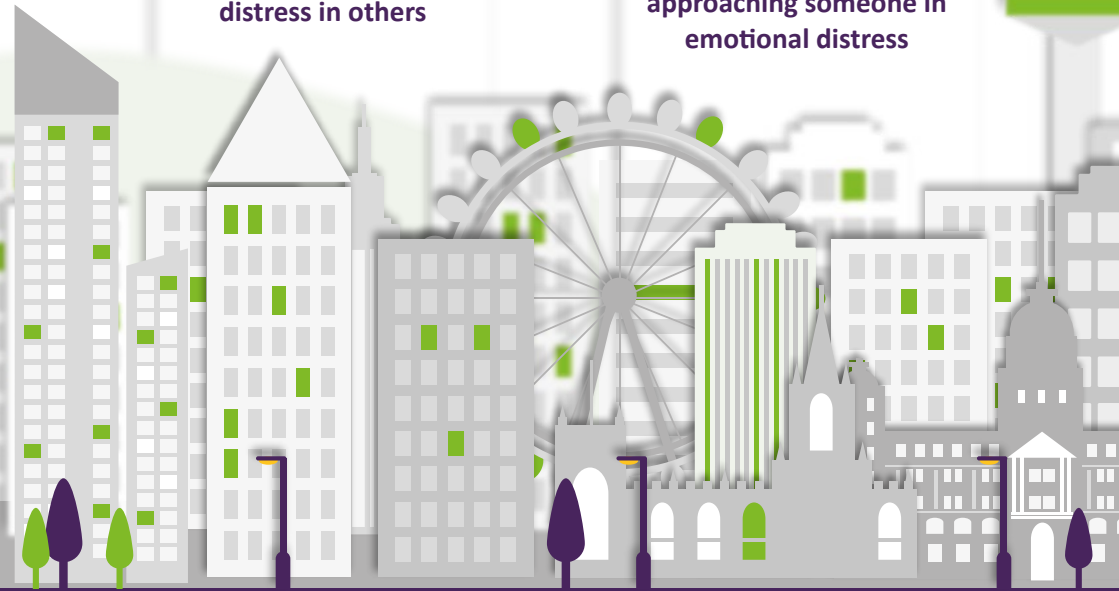 distress in others
approaching someone in
emotional distress